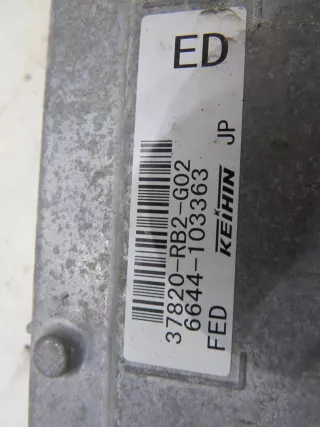 ED
37820-RB2-G02
6644-103363
FED
KEIHIN
JP